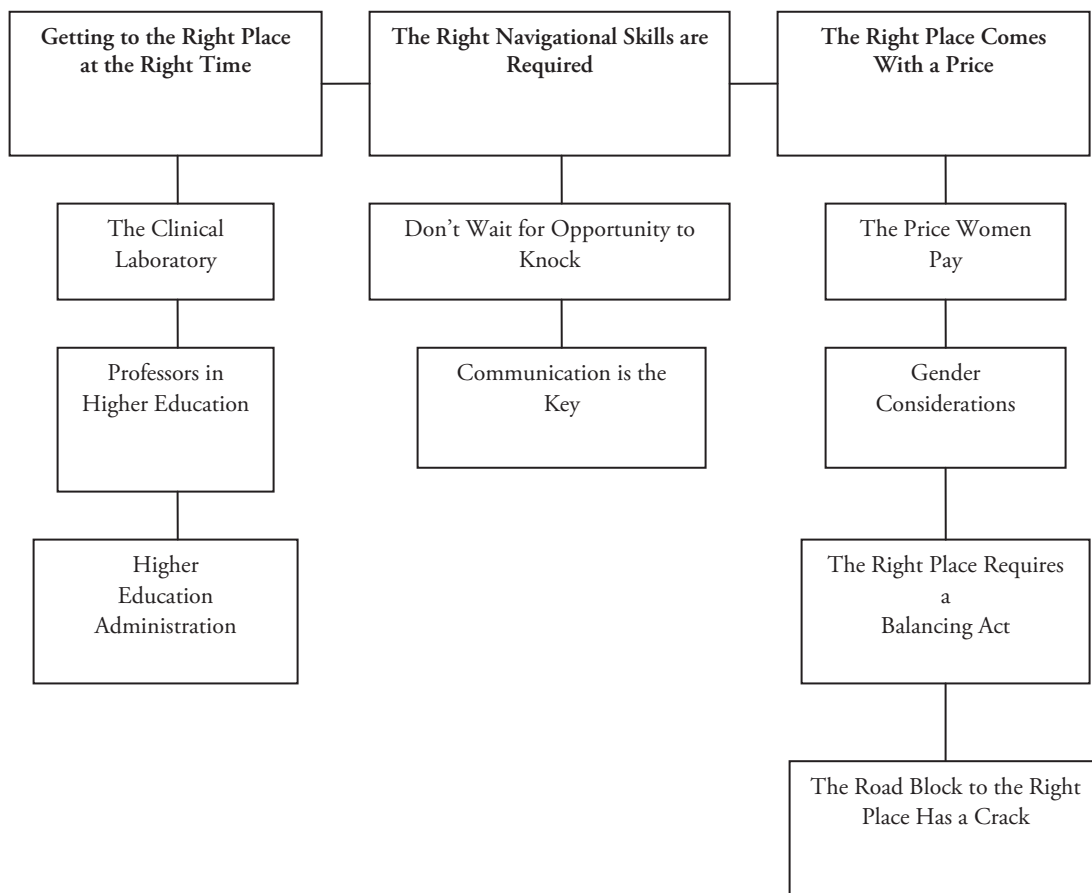 Getting to the Right Place
at the Right Time
The Right Navigational Skills are
Required
The Right Place Comes
With a Price
The Clinical
Laboratory
Don’t Wait for Opportunity to
Knock
The Price Women
Pay
Professors in
Higher Education
Communication is the
Key
Gender
Considerations
Higher
Education
Administration
The Right Place Requires
a
Balancing Act
The Road Block to the Right
Place Has a Crack